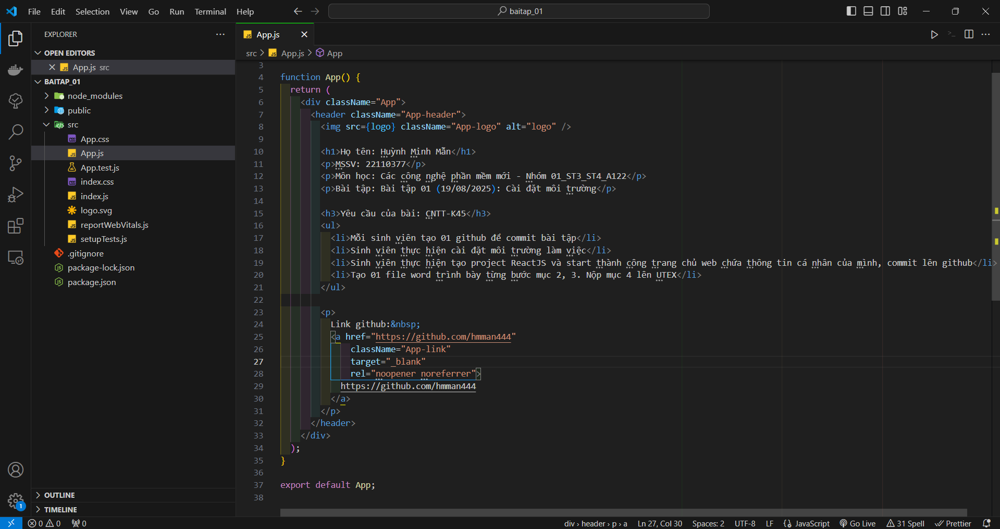 File Edit Selection View Go Run Terminal Help
baitap_01
EXPLORER
OPEN EDITORS
App.js src
BAITAP_01
node_modules
public
src
App.css
App.js
App.test.js
index.css
index.js
logo.svg
reportWebVitals.js
setupTests.js
.gitignore
package-lock.json
package.json
OUTLINE
TIMELINE
App.js
src > App.js > App
3
4 function App() {
5 return (
6 <div className="App">
7 <header className="App-header">
8 <img src={logo} className="App-logo" alt="logo" />
9
10 <h1>Họ tên: Huỳnh Minh Mẫn</h1>
11 <p>MSSV: 22110377</p>
12 <p>Môn học: Các công nghệ phần mềm mới - Nhóm 01_ST3_ST4_A122</p>
13 <p>Bài tập: Bài tập 01 (19/08/2025): Cài đặt môi trường</p>
14
15 <h3>Yêu cầu của bài: CNTT-K45</h3>
16 <ul>
17 <li>Mỗi sinh viên tạo 01 github để commit bài tập</li>
18 <li>Sinh viên thực hiện cài đặt môi trường làm việc</li>
19 <li>Sinh viên thực hiện tạo project ReactJS và start thành công trang chủ web chứa thông tin cá nhân của mình, commit lên github</li>
20 <li>Tạo 01 file word trình bày từng bước mục 2, 3. Nộp mục 4 lên UTEX</li>
21 </ul>
22
23 <p>
24 Link github:&nbsp;
25 <a href="https://github.com/hmman444"
26 className="App-link"
27 target="_blank"
28 rel="noopener noreferrer">
29 https://github.com/hmman444
30 </a>
31 </p>
32 </header>
33 </div>
34 );
35 }
36
37 export default App;
38
1
0 0 0 div › header › p › a Ln 27, Col 30 Spaces: 2 UTF-8 LF JavaScript Go Live 31 Spell Prettier